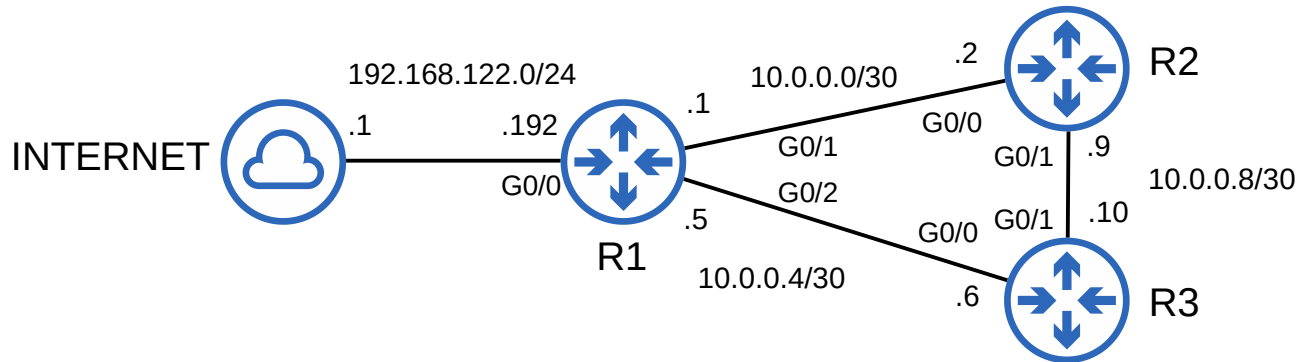 INTERNET
192.168.122.0/24
.1
.192
G0/0
R1
.1
10.0.0.0/30
.2
G0/1
G0/0
R2
.5
G0/2
10.0.0.4/30
G0/0
.6
G0/1
.9
10.0.0.8/30
G0/1
.10
R3